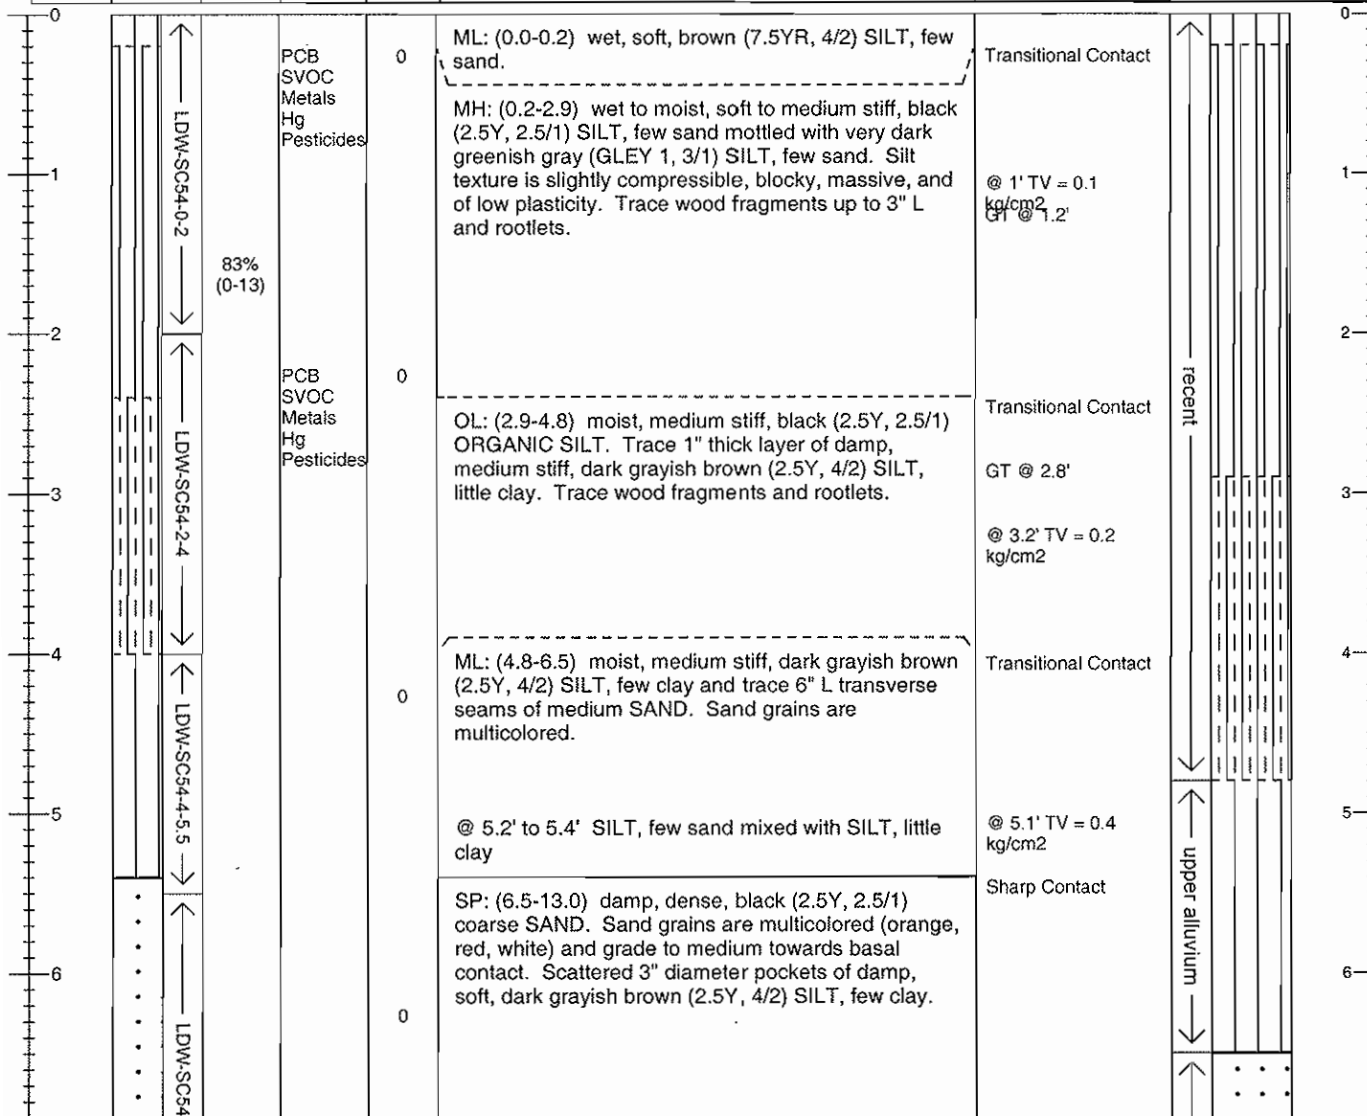 0
0
ML: (0.0-0.2) wet, soft, brown (7.5YR, 4/2) SILT, few
sand.
PCB
SVOC
Metals
Hg
Pesticides
0
Transitional Contact
MH: (0.2-2.9) wet to moist, soft to medium stiff, black
(2.5Y, 2.5/1) SILT, few sand mottled with very dark
greenish gray (GLEY 1, 3/1) SILT, few sand. Silt
texture is slightly compressible, blocky, massive, and
of low plasticity. Trace wood fragments up to 3" L
and rootlets.
LDW-SC54-0-2
1
1
@ 1' TV = 0.1
kg/cm2
GT @ 1.2'
83%
(0-13)
2
2
PCB
SVOC
Metals
Hg
Pesticides
0
recent
Transitional Contact
OL: (2.9-4.8) moist, medium stiff, black (2.5Y, 2.5/1)
ORGANIC SILT. Trace 1" thick layer of damp,
medium stiff, dark grayish brown (2.5Y, 4/2) SILT,
little clay. Trace wood fragments and rootlets.
LDW-SC54-2-4
GT @ 2.8'
3
3
@ 3.2' TV = 0.2
kg/cm2
4
4
ML: (4.8-6.5) moist, medium stiff, dark grayish brown
(2.5Y, 4/2) SILT, few clay and trace 6" L transverse
seams of medium SAND. Sand grains are
multicolored.
Transitional Contact
0
LDW-SC54-4-5.5
5
5
@ 5.2' to 5.4' SILT, few sand mixed with SILT, little
clay
@ 5.1' TV = 0.4
kg/cm2
Sharp Contact
upper alluvium
SP: (6.5-13.0) damp, dense, black (2.5Y, 2.5/1)
coarse SAND. Sand grains are multicolored (orange,
red, white) and grade to medium towards basal
contact. Scattered 3" diameter pockets of damp,
soft, dark grayish brown (2.5Y, 4/2) SILT, few clay.
6
6
0
LDW-SC54